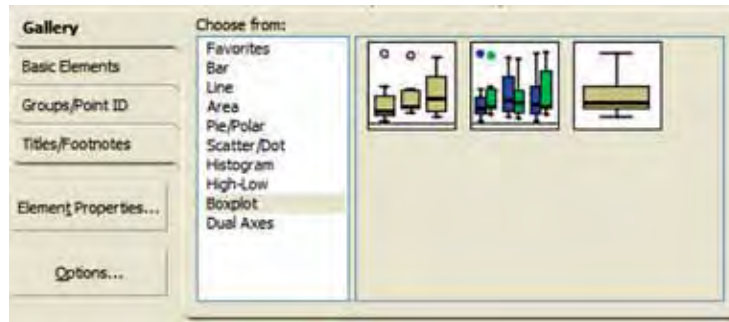 Gallery
Basic Elements
Groups/Point ID
Titles/Footnotes
Element Properties...
Options...
Choose from:
Favorites
Bar
Line
Area
Pie/Polar
Scatter/Dot
Histogram
High-Low
Boxplot
Dual Axes